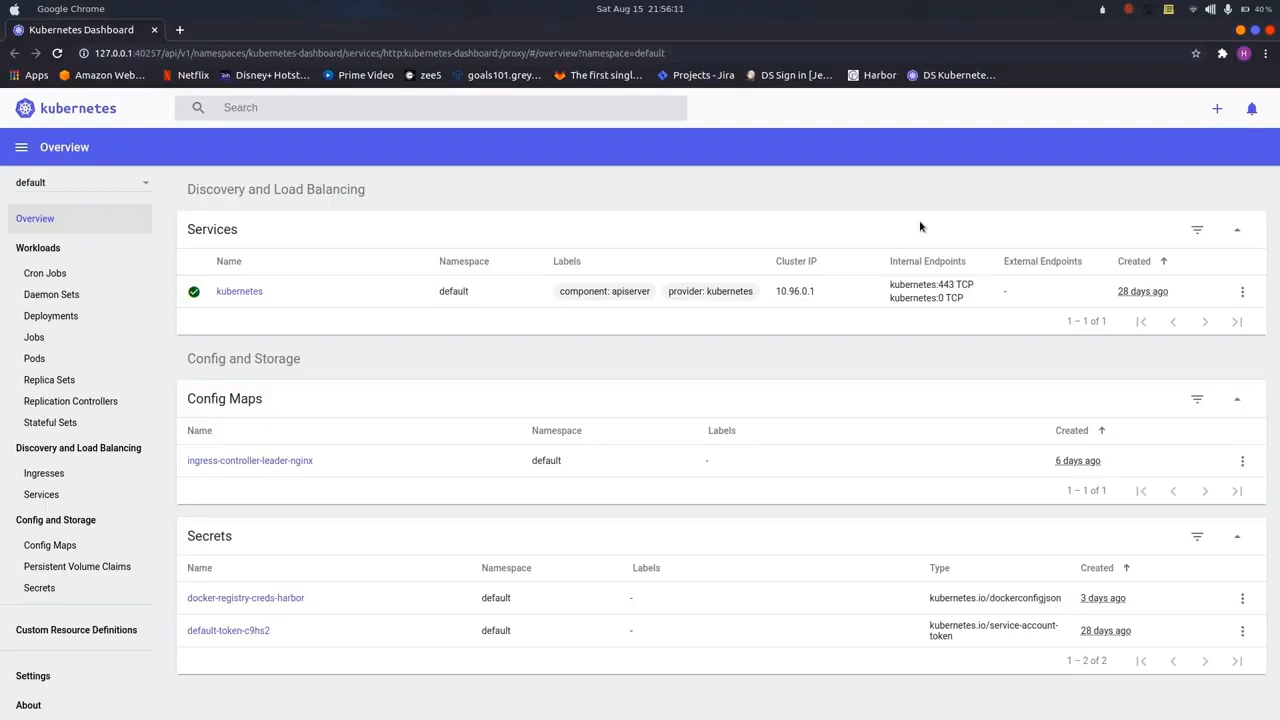 Google Chrome Sat Aug 15 21:56:11 40 %
Kubernetes Dashboard
127.0.0.1:40257/api/v1/namespaces/kubernetes-dashboard/services/http:kubernetes-dashboard:/proxy/#/overview?namespace=default H
Apps Amazon Web... Netflix Disney+ Hotst... Prime Video zee5 goals101.grey... The first singl... Projects - Jira DS Sign in [Je... Harbor DS Kubernete...
kubernetes Search
Overview
default
Overview
Workloads
Cron Jobs
Daemon Sets
Deployments
Jobs
Pods
Replica Sets
Replication Controllers
Stateful Sets
Discovery and Load Balancing
Ingresses
Services
Config and Storage
Config Maps
Persistent Volume Claims
Secrets
Custom Resource Definitions
Settings
About
Discovery and Load Balancing
Services
Name Namespace Labels Cluster IP Internal Endpoints External Endpoints Created
kubernetes default component: apiserver provider: kubernetes 10.96.0.1 kubernetes:443 TCP - 28 days ago
kubernetes:0 TCP
1 – 1 of 1
Config and Storage
Config Maps
Name Namespace Labels Created
ingress-controller-leader-nginx default - 6 days ago
1 – 1 of 1
Secrets
Name Namespace Labels Type Created
docker-registry-creds-harbor default - kubernetes.io/dockerconfigjson 3 days ago
default-token-c9hs2 default - kubernetes.io/service-account- 28 days ago
token
1 – 2 of 2